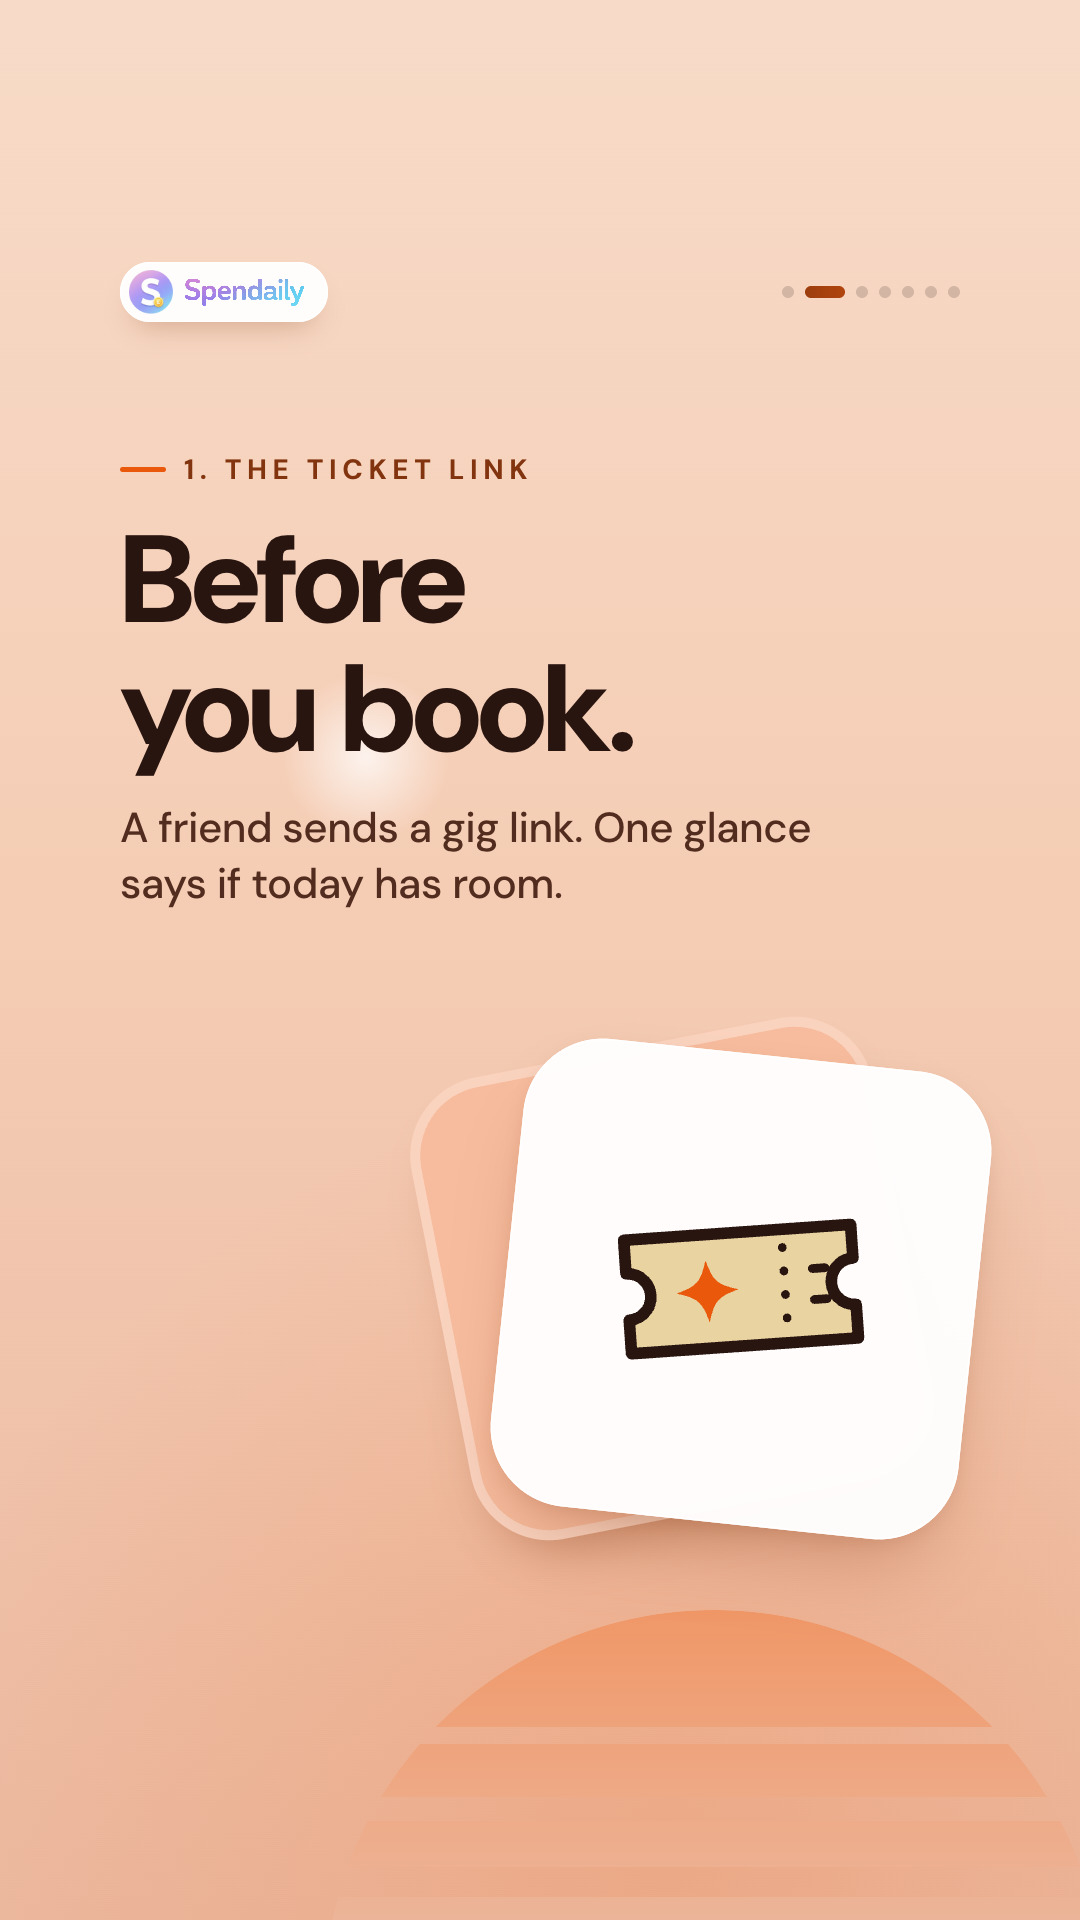 Spendaily
1. THE TICKET LINK
Before
you book.
A friend sends a gig link. One glance
says if today has room.